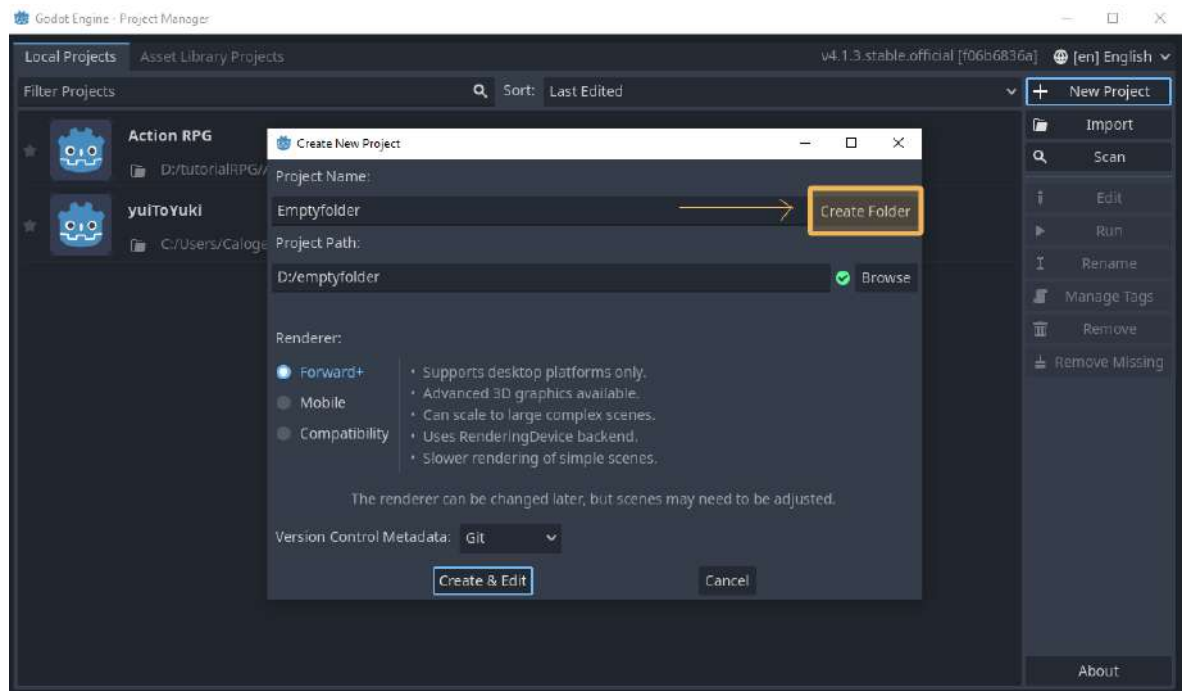 Godot Engine - Project Manager
Local Projects Asset Library Projects v4.1.3.stable.official [f06b6836a] [en] English
Filter Projects Sort: Last Edited New Project
Import
Scan
Edit
Run
Rename
Manage Tags
Remove
Remove Missing
About
Action RPG
D:/tutorialRPG//
yuiToYuki
C:/Users/Caloge
Create New Project
Project Name:
Emptyfolder Create Folder
Project Path:
D:/emptyfolder Browse
Renderer:
Forward+
Mobile
Compatibility
• Supports desktop platforms only.
• Advanced 3D graphics available.
• Can scale to large complex scenes.
• Uses RenderingDevice backend.
• Slower rendering of simple scenes.
The renderer can be changed later, but scenes may need to be adjusted.
Version Control Metadata: Git
Create & Edit Cancel